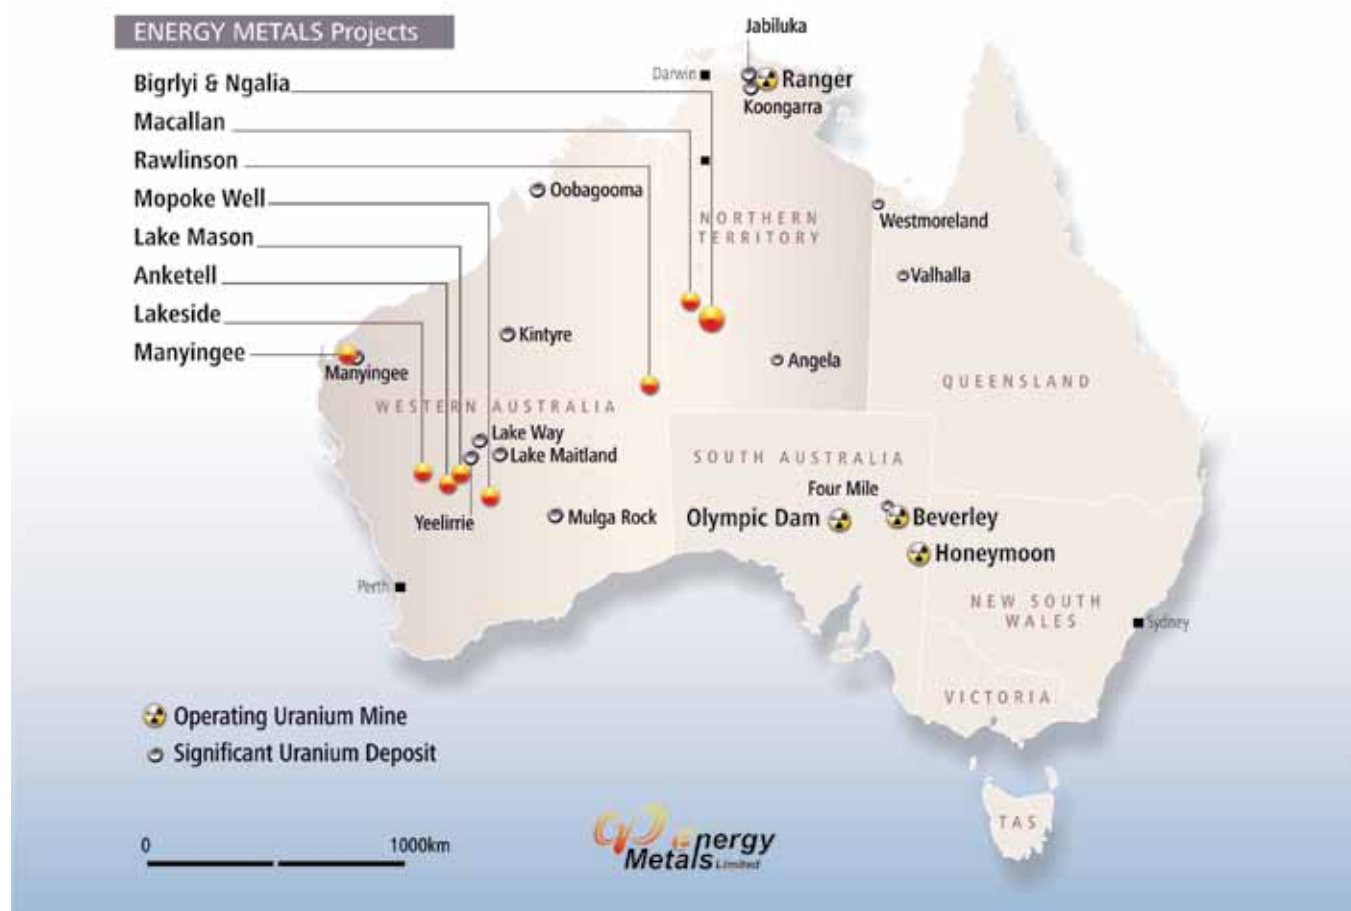 ENERGY METALS Projects
Bigrlyi & Ngalia
Macallan
Rawlinson
Mopoke Well
Lake Mason
Anketell
Lakeside
Manyingee
Jabiluka
Darwin
Ranger
Koongarra
Oobagooma
NORTHERN
TERRITORY
Westmoreland
Valhalla
Kintyre
Angela
Manyingee
QUEENSLAND
WESTERN AUSTRALIA
Lake Way
Lake Maitland
SOUTH AUSTRALIA
Four Mile
Yeelirrie
Mulga Rock
Olympic Dam
Beverley
Honeymoon
Perth
NEW SOUTH
WALES
Sydney
VICTORIA
Operating Uranium Mine
Significant Uranium Deposit
TAS
0
1000km
Energy
Metals Limited